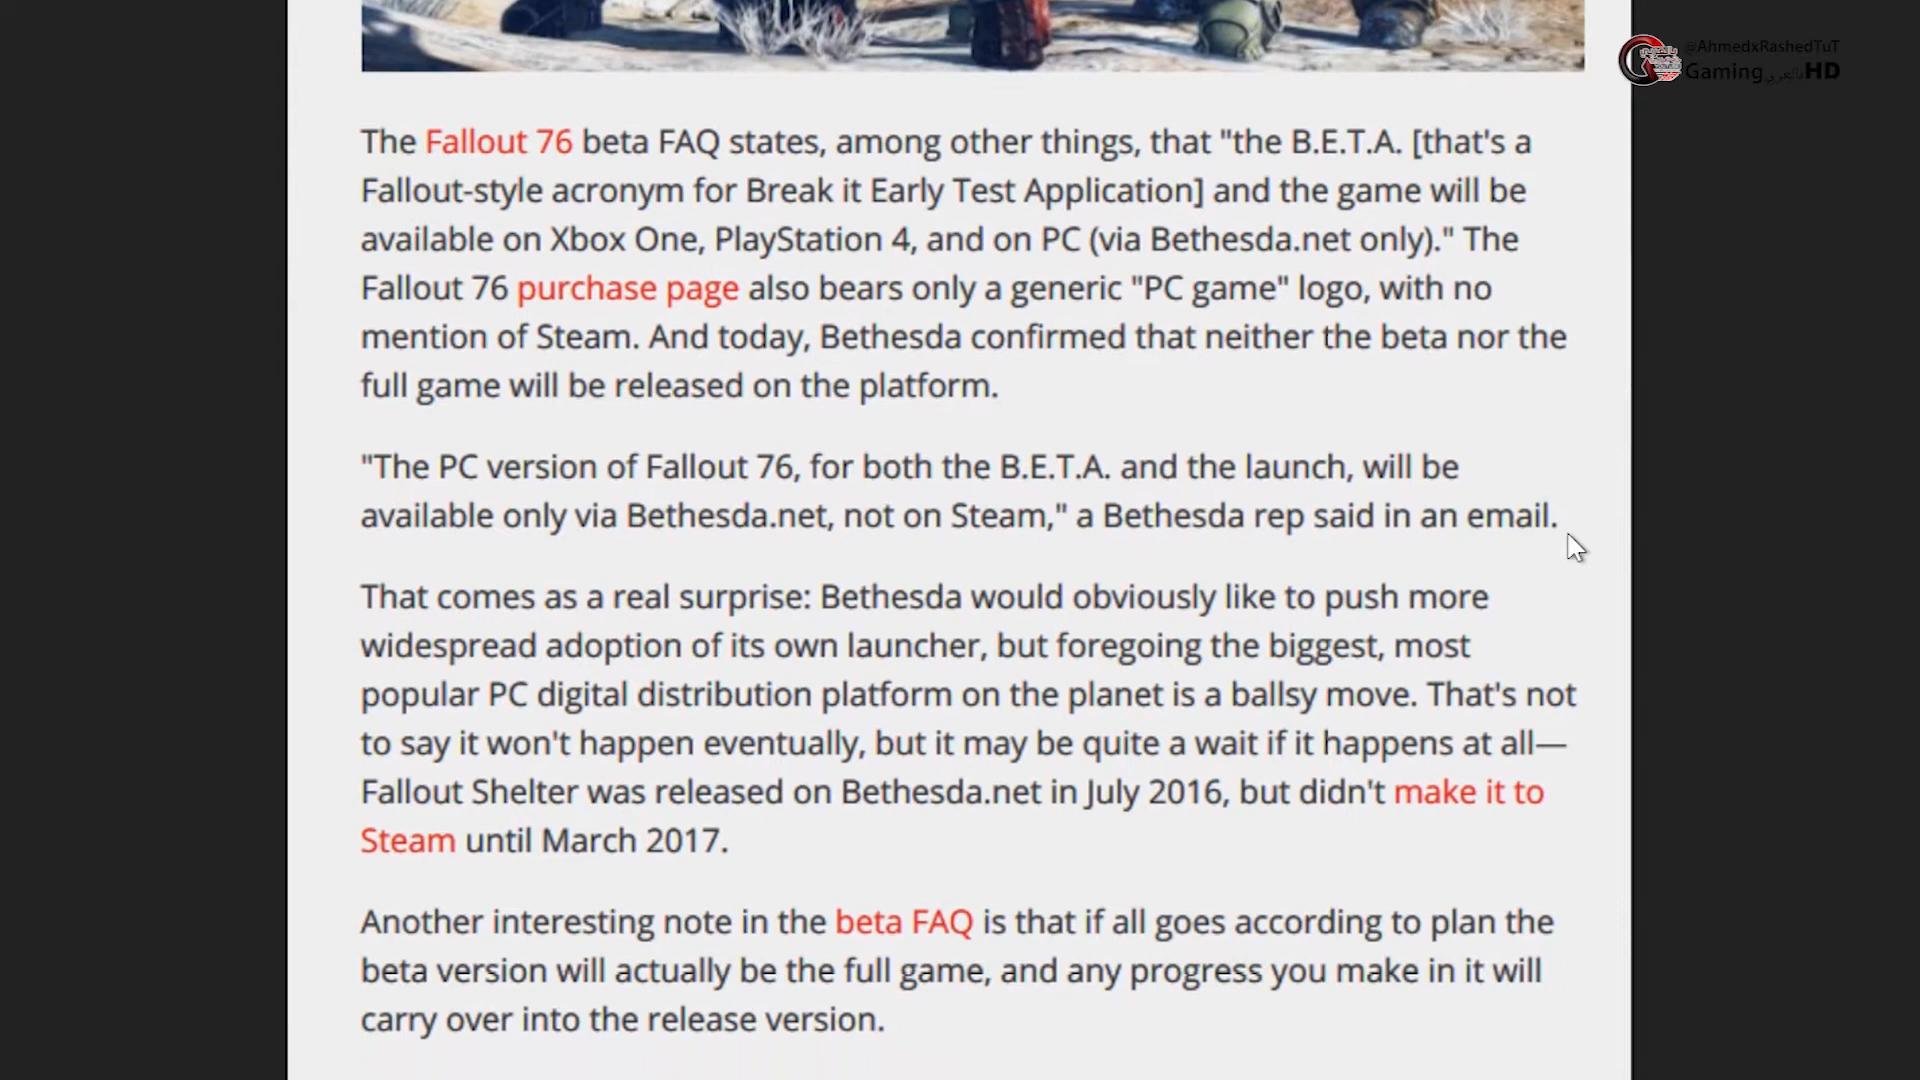 @AhmedxRashedTuT
Gaming بالعربي HD
The Fallout 76 beta FAQ states, among other things, that "the B.E.T.A. [that's a
Fallout-style acronym for Break it Early Test Application] and the game will be
available on Xbox One, PlayStation 4, and on PC (via Bethesda.net only)." The
Fallout 76 purchase page also bears only a generic "PC game" logo, with no
mention of Steam. And today, Bethesda confirmed that neither the beta nor the
full game will be released on the platform.
"The PC version of Fallout 76, for both the B.E.T.A. and the launch, will be
available only via Bethesda.net, not on Steam," a Bethesda rep said in an email.
That comes as a real surprise: Bethesda would obviously like to push more
widespread adoption of its own launcher, but foregoing the biggest, most
popular PC digital distribution platform on the planet is a ballsy move. That's not
to say it won't happen eventually, but it may be quite a wait if it happens at all—
Fallout Shelter was released on Bethesda.net in July 2016, but didn't make it to
Steam until March 2017.
Another interesting note in the beta FAQ is that if all goes according to plan the
beta version will actually be the full game, and any progress you make in it will
carry over into the release version.